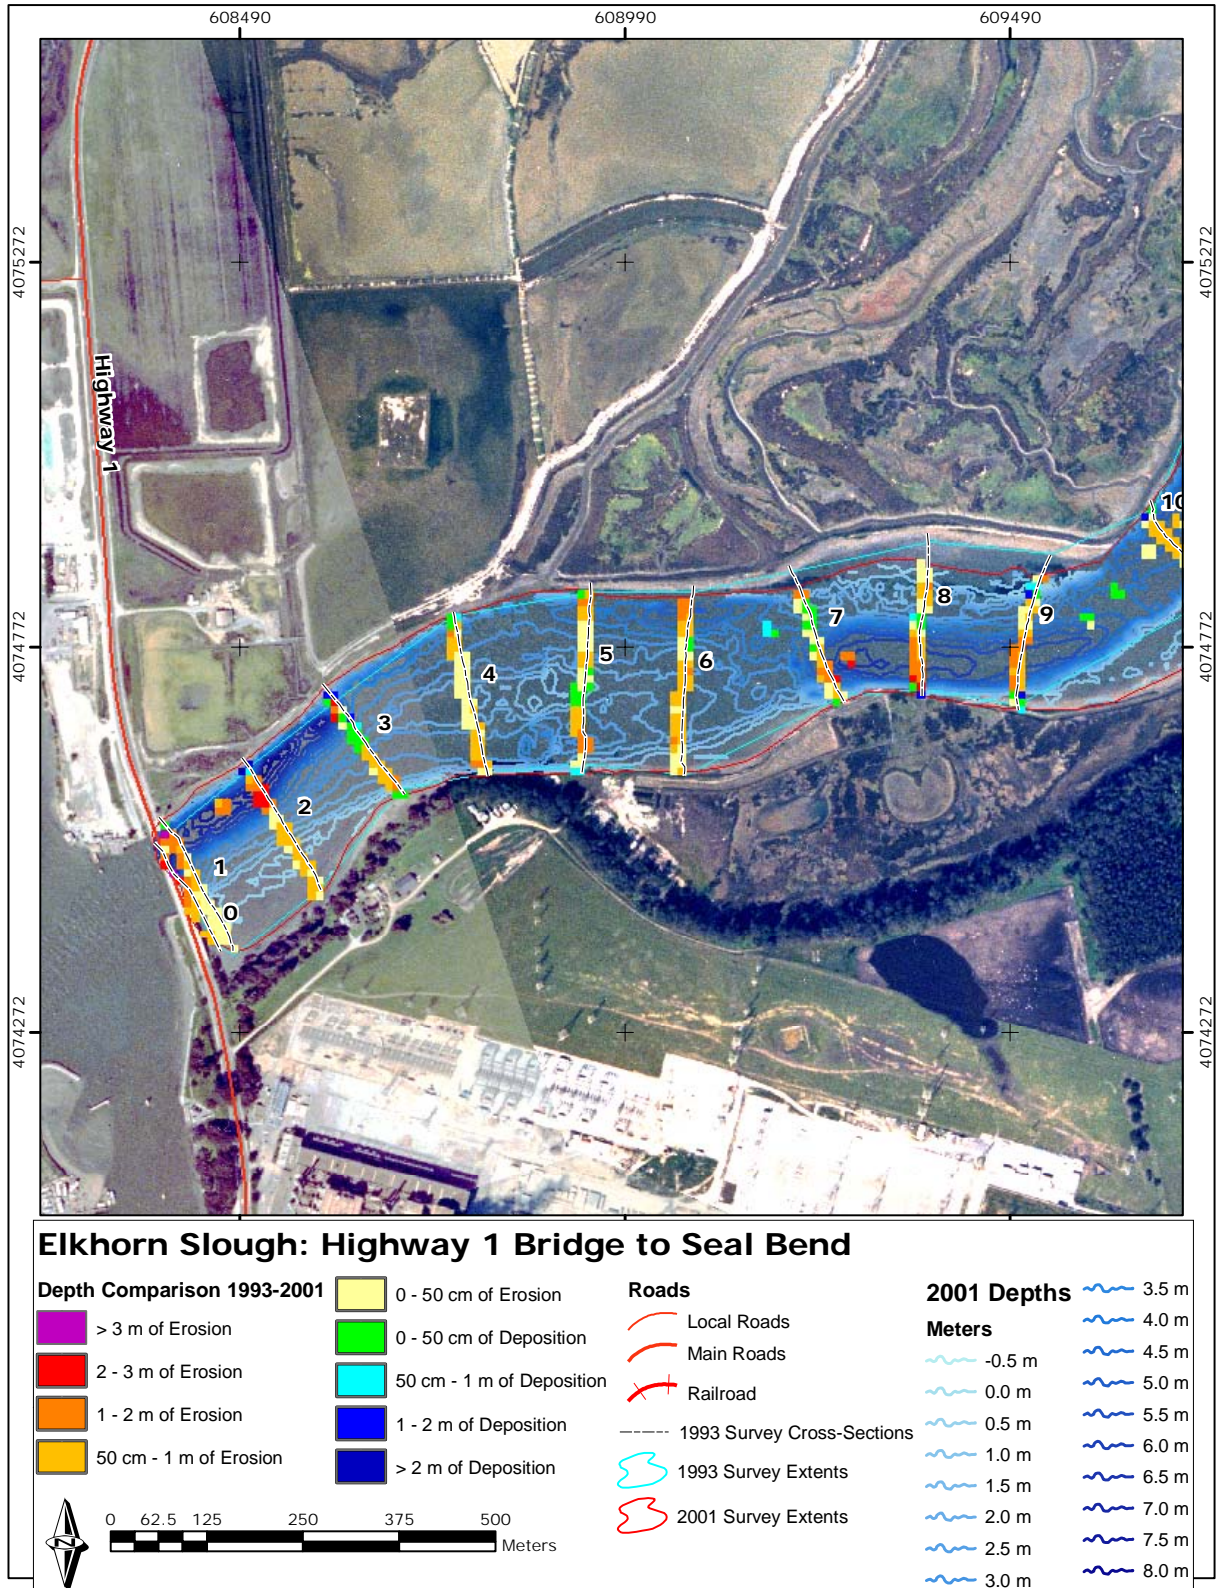 608490
608990
609490
4075272
4075272
Highway 1
10
8
7
9
4074772
4074772
5
6
4
3
2
1
0
4074272
4074272
Elkhorn Slough: Highway 1 Bridge to Seal Bend
Depth Comparison 1993-2001
> 3 m of Erosion
2 - 3 m of Erosion
1 - 2 m of Erosion
50 cm - 1 m of Erosion
0 - 50 cm of Erosion
0 - 50 cm of Deposition
50 cm - 1 m of Deposition
1 - 2 m of Deposition
> 2 m of Deposition
Roads
Local Roads
Main Roads
Railroad
1993 Survey Cross-Sections
1993 Survey Extents
2001 Survey Extents
2001 Depths
Meters
-0.5 m
0.0 m
0.5 m
1.0 m
1.5 m
2.0 m
2.5 m
3.0 m
3.5 m
4.0 m
4.5 m
5.0 m
5.5 m
6.0 m
6.5 m
7.0 m
7.5 m
8.0 m
N
0 62.5 125 250 375 500
Meters